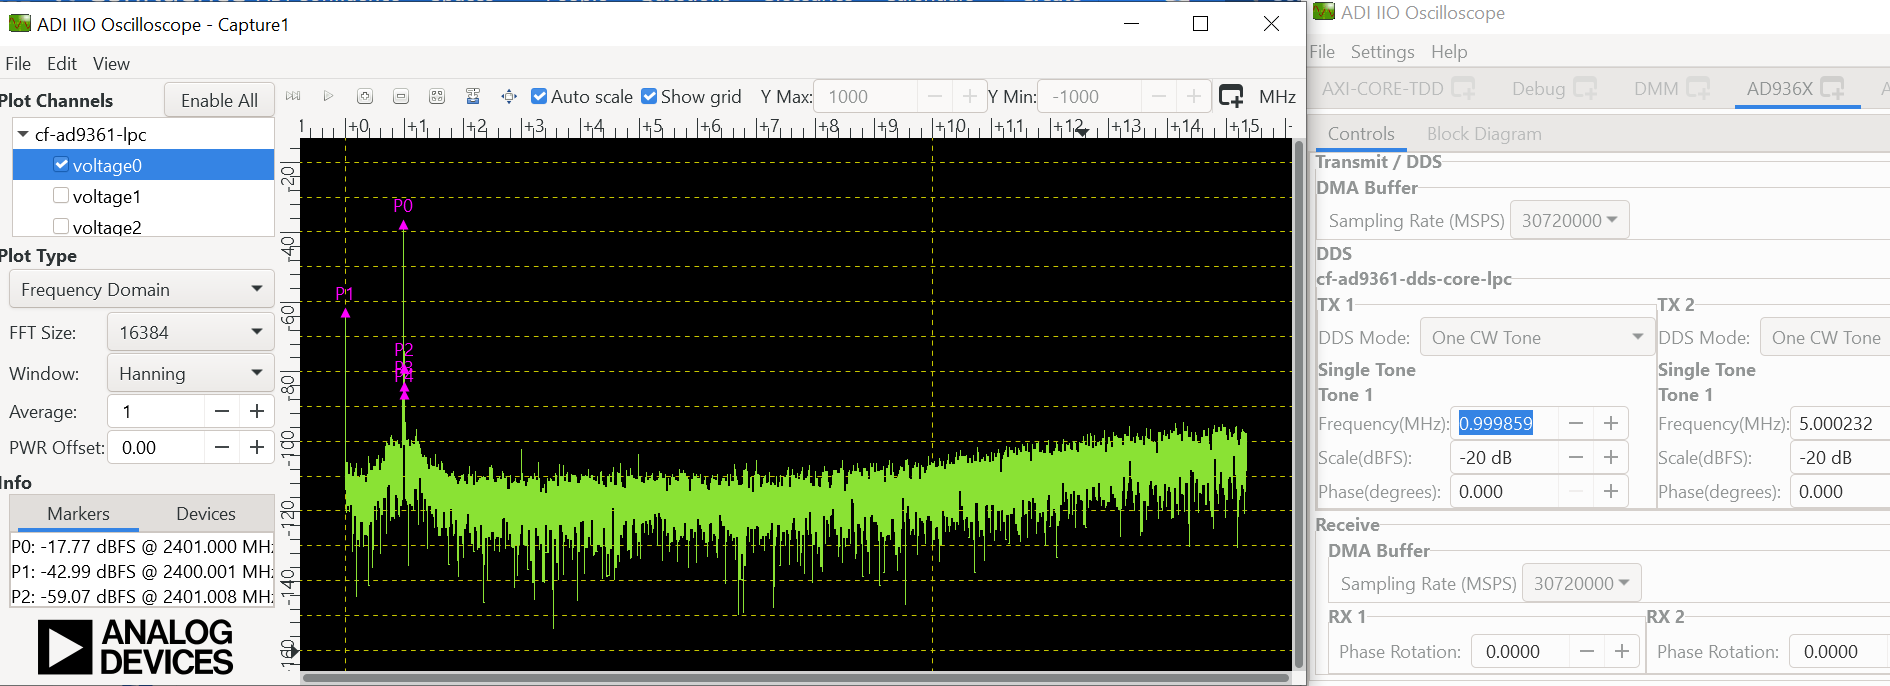 ADI IIO Oscilloscope - Capture1
File Edit View
Plot Channels
Enable All
cf-ad9361-lpc
voltage0
voltage1
voltage2
Plot Type
Frequency Domain
FFT Size: 16384
Window: Hanning
Average: 1
PWR Offset: 0.00
Info
Markers Devices
P0: -17.77 dBFS @ 2401.000 MH
P1: -42.99 dBFS @ 2400.001 MH
P2: -59.07 dBFS @ 2401.008 MH
ANALOG
DEVICES
Auto scale Show grid Y Max: 1000 Y Min: -1000 MHz
+0 +1 +2 +3 +4 +5 +6 +7 +8 +9 +10 +11 +12 +13 +14 +15
-20
-40
-60
-80
-100
-120
-140
-160
P0
P1
P2
P4
ADI IIO Oscilloscope
File Settings Help
AXI-CORE-TDD Debug DMM AD936X
Controls Block Diagram
Transmit / DDS
DMA Buffer
Sampling Rate (MSPS) 30720000
DDS
cf-ad9361-dds-core-lpc
TX 1
DDS Mode: One CW Tone
Single Tone
Tone 1
Frequency(MHz): 0.999859
Scale(dBFS): -20 dB
Phase(degrees): 0.000
TX 2
DDS Mode: One CW Tone
Single Tone
Tone 1
Frequency(MHz): 5.000232
Scale(dBFS): -20 dB
Phase(degrees): 0.000
Receive
DMA Buffer
Sampling Rate (MSPS) 30720000
RX 1
Phase Rotation: 0.0000
RX 2
Phase Rotation: 0.0000